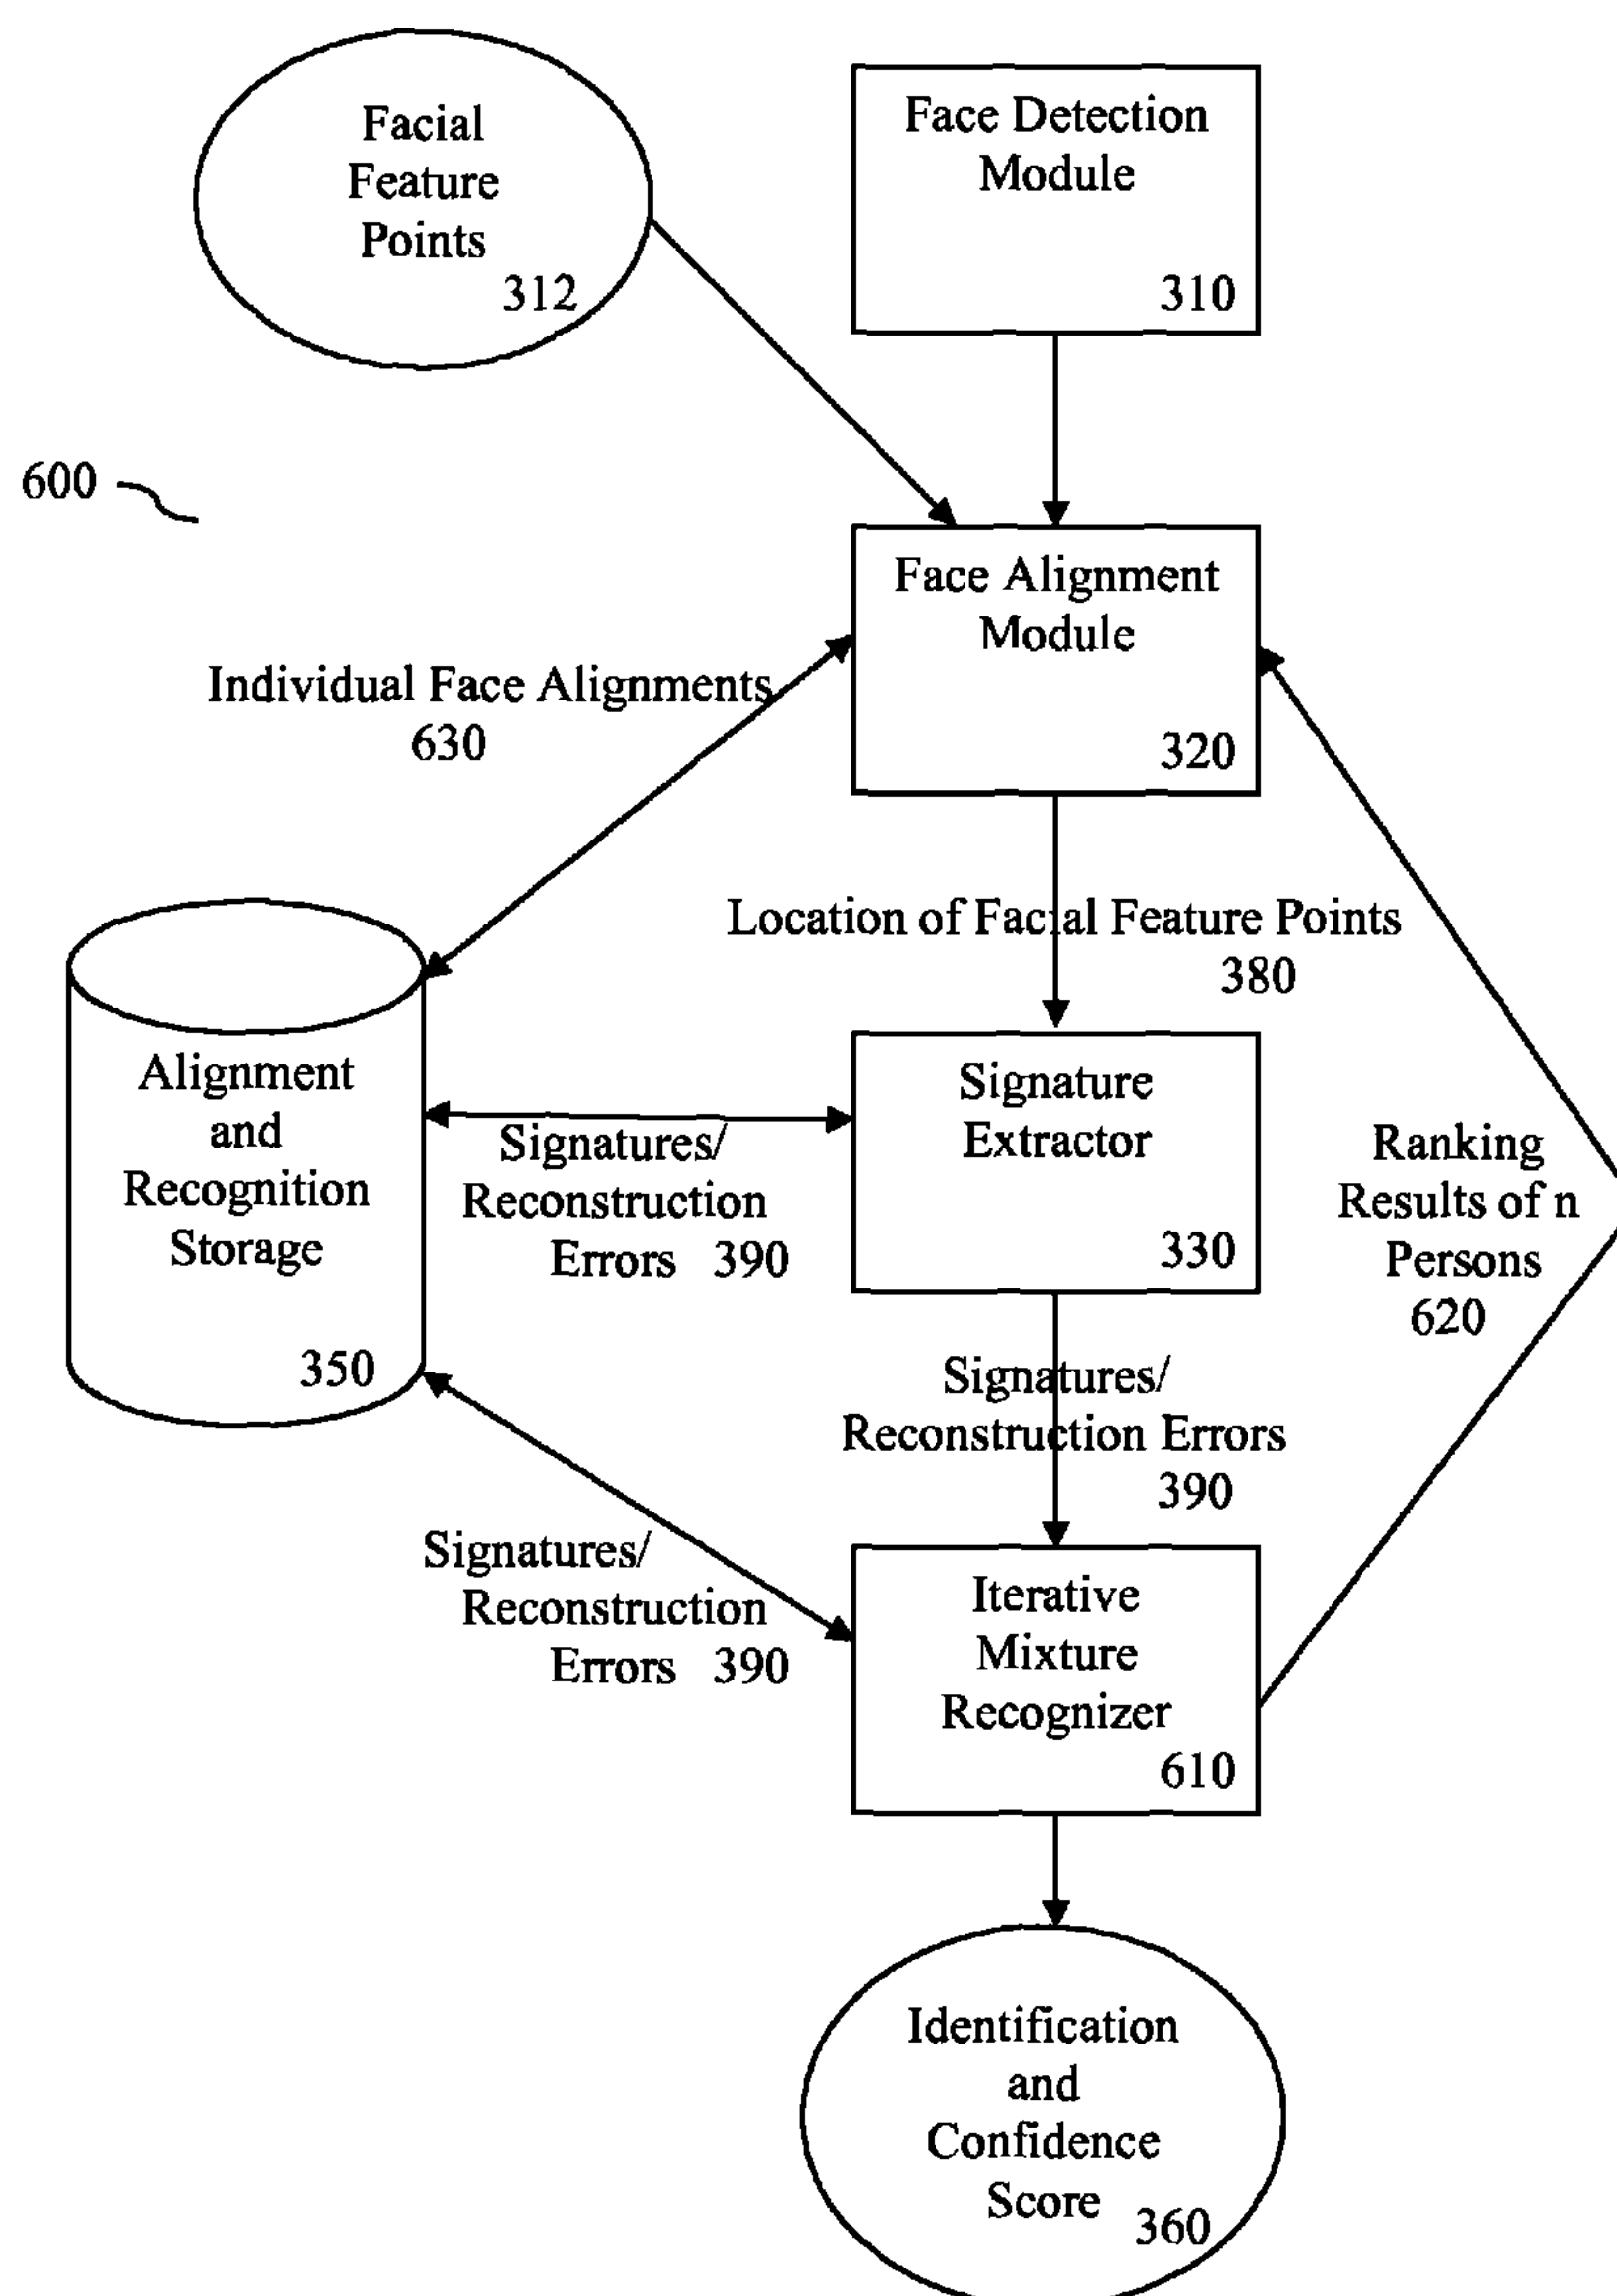 Facial
Feature
Points
312
Face Detection
Module
310
600
Face Alignment
Module
320
Individual Face Alignments
630
Location of Facial Feature Points
380
Alignment
and
Recognition
Storage
350
Signatures/
Reconstruction
Errors 390
Signature
Extractor
330
Ranking
Results of n
Persons
620
Signatures/
Reconstruction Errors
390
Signatures/
Reconstruction
Errors 390
Iterative
Mixture
Recognizer
610
Identification
and
Confidence
Score
360